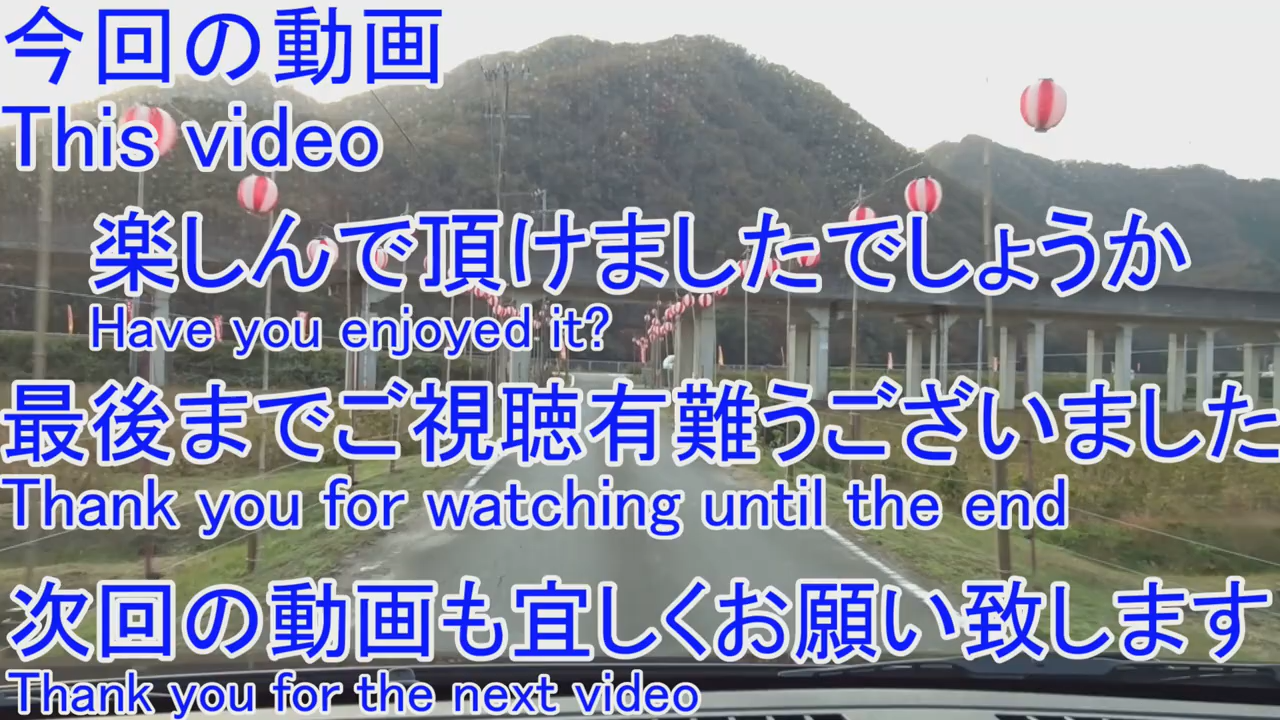 今回の動画
This video
楽しんで頂けましたでしょうか
Have you enjoyed it?
最後までご視聴有難うございました
Thank you for watching until the end
次回の動画も宜しくお願い致します
Thank you for the next video